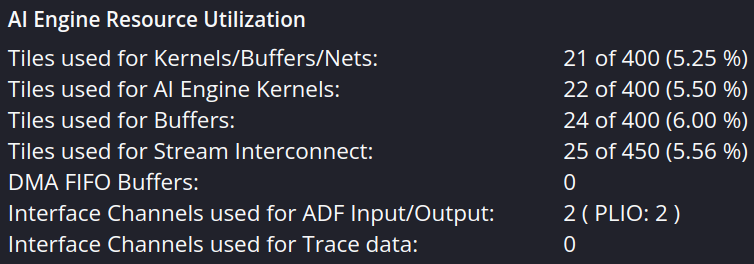 AI Engine Resource Utilization
Tiles used for Kernels/Buffers/Nets: 21 of 400 (5.25 %)
Tiles used for AI Engine Kernels: 22 of 400 (5.50 %)
Tiles used for Buffers: 24 of 400 (6.00 %)
Tiles used for Stream Interconnect: 25 of 450 (5.56 %)
DMA FIFO Buffers: 0
Interface Channels used for ADF Input/Output: 2 ( PLIO: 2 )
Interface Channels used for Trace data: 0